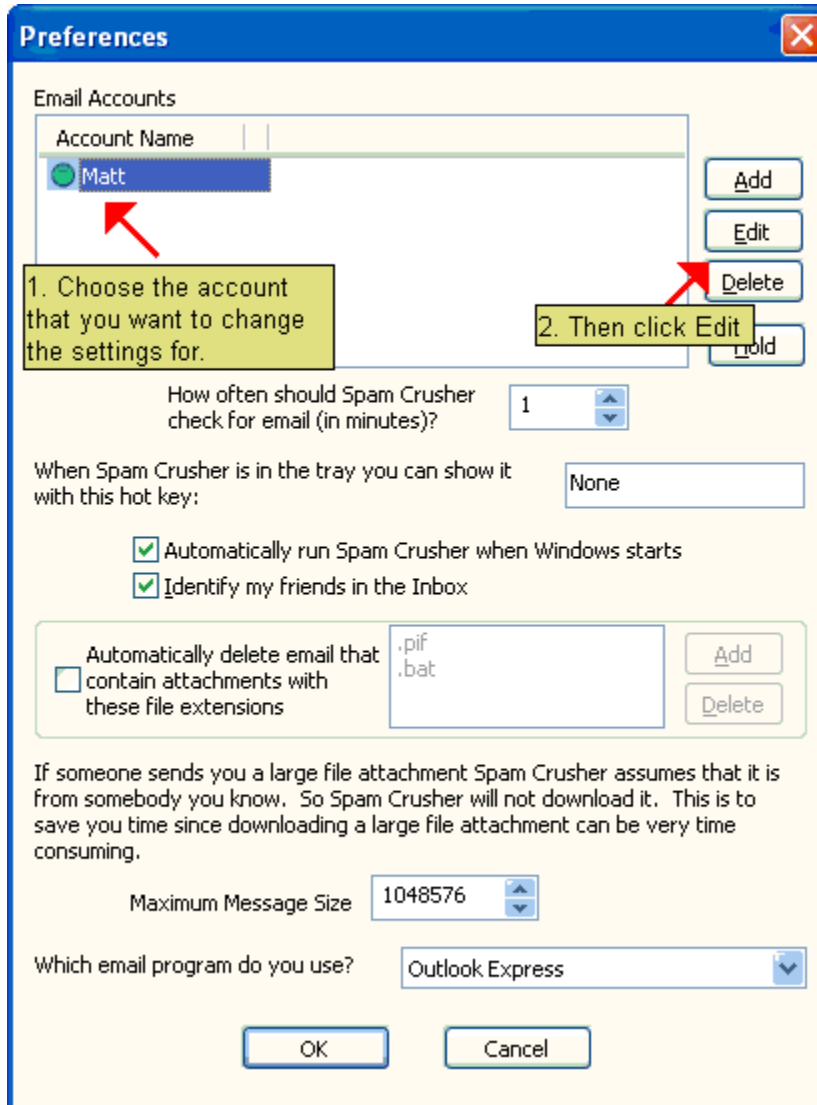 Preferences
Email Accounts
Account Name
Matt
Add
Edit
Delete
1. Choose the account
that you want to change
the settings for.
2. Then click Edit
How often should Spam Crusher
check for email (in minutes)?
1
When Spam Crusher is in the tray you can show it
with this hot key:
None
Automatically run Spam Crusher when Windows starts
Identify my friends in the Inbox
Automatically delete email that
contain attachments with
these file extensions
.pif
.bat
Add
Delete
If someone sends you a large file attachment Spam Crusher assumes that it is
from somebody you know. So Spam Crusher will not download it. This is to
save you time since downloading a large file attachment can be very time
consuming.
Maximum Message Size
1048576
Which email program do you use?
Outlook Express
OK
Cancel